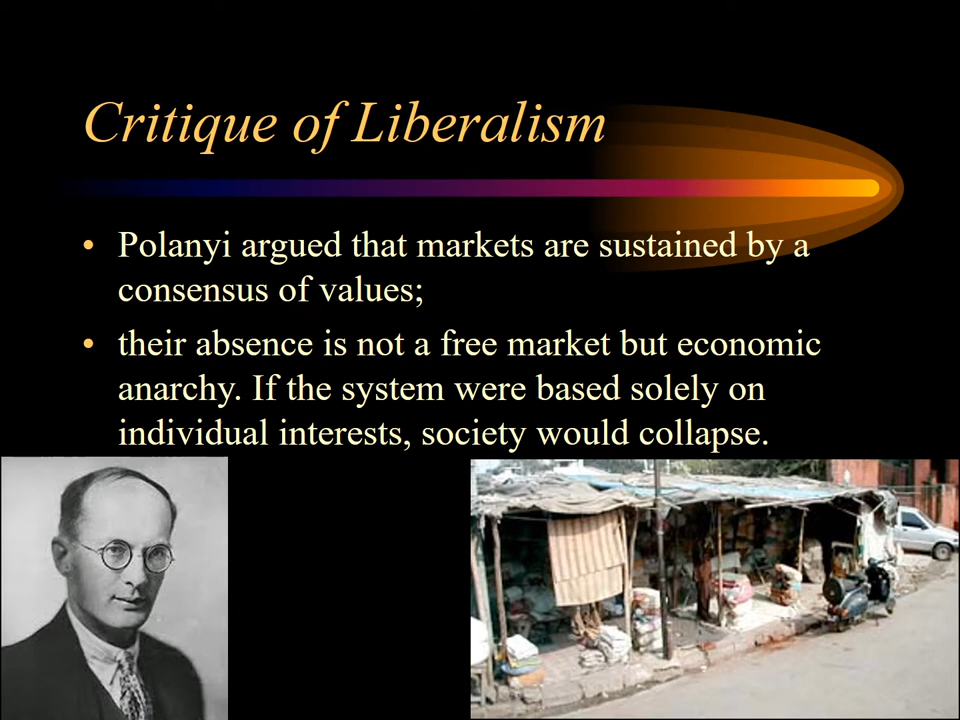 Critique of Liberalism
• Polanyi argued that markets are sustained by a
consensus of values;
• their absence is not a free market but economic
anarchy. If the system were based solely on
individual interests, society would collapse.